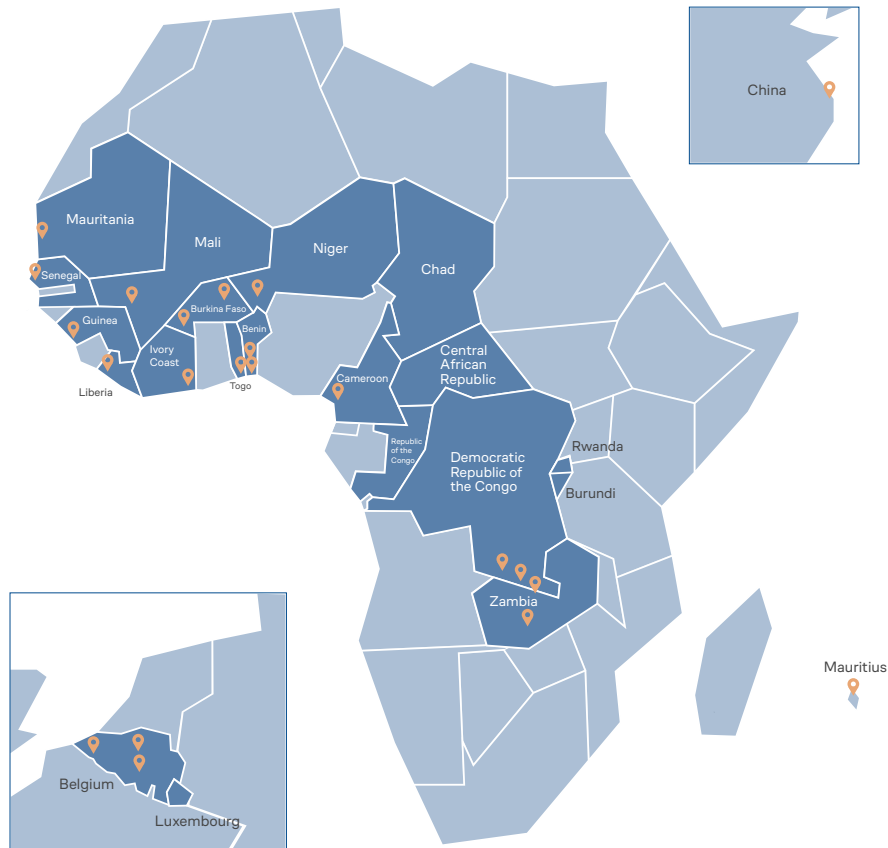 China
Mauritania
Mali
Niger
Chad
Senegal
Burkina Faso
Guinea
Benin
Ivory
Coast
Central
African
Republic
Togo
Cameroon
Liberia
Republic
of the
Congo
Democratic
Republic of
the Congo
Rwanda
Burundi
Zambia
Mauritius
Belgium
Luxembourg